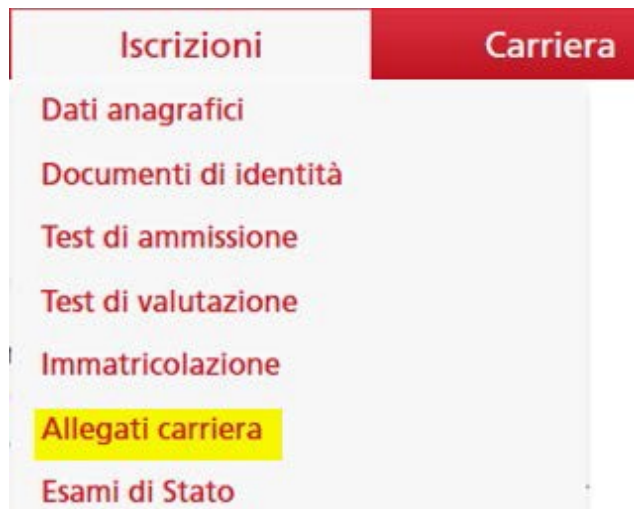 Iscrizioni Carriera
Dati anagrafici
Documenti di identità
Test di ammissione
Test di valutazione
Immatricolazione
Allegati carriera
Esami di Stato